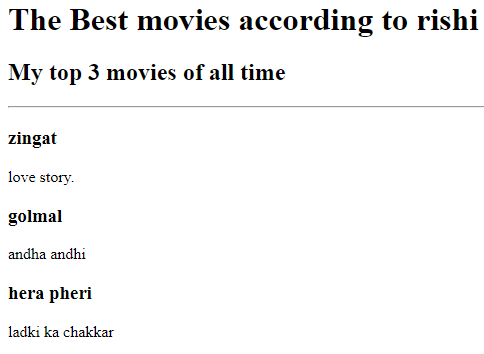 The Best movies according to rishi
My top 3 movies of all time
zingat
love story.
golmal
andha andhi
hera pheri
ladki ka chakkar